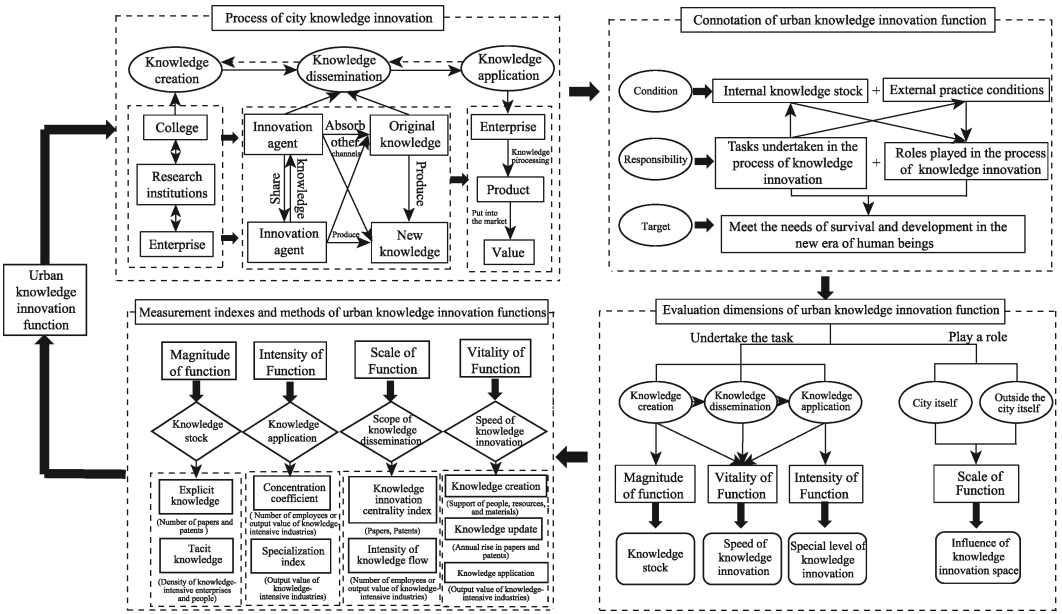 Process of city knowledge innovation
Knowledge
creation
Knowledge
dissemination
Knowledge
application
College
Research
institutions
Enterprise
Innovation
agent
Absorb
other
channels
Original
knowledge
Share
knowledge
Produce
Innovation
agent
Produce
New
knowledge
Enterprise
Knowledge
pirocessing
Product
Put into
the market
Value
Connotation of urban knowledge innovation function
Condition
Internal knowledge stock + External practice conditions
Responsibility
Tasks undertaken in the
process of knowledge
innovation
+
Roles played in the process
of knowledge innovation
Target
Meet the needs of survival and development in the
new era of human beings
Urban
knowledge
innovation
function
Measurement indexes and methods of urban knowledge innovation functions
Magnitude
of function
Intensity of
Function
Scale of
Function
Vitality of
Function
Knowledge
stock
Knowledge
application
Scope of
knowledge
dissemination
Speed of
knowledge
innovation
Explicit
knowledge
(Number of papers and
patents )
Tacit
knowledge
(Density of knowledge-
intensive enterprises
and people)
Concentration
coefficient
( Number of employees or
output value of knowledge-
intensive industries)
Specialization
index
(Output value of
knowledge-
intensive industries)
Knowledge
innovation
centrality index
(Papers, Patents)
Intensity of
knowledge flow
(Number of employees or
output value of knowledge-
intensive industries)
Knowledge creation
(Support of people, resources,
and materials)
Knowledge update
(Annual rise in papers and
patents)
Knowledge application
(Output value of knowledge-
intensive industries)
Evaluation dimensions of urban knowledge innovation function
Undertake the task
Play a role
Knowledge
creation
Knowledge
dissemination
Knowledge
application
City itself
Outside the
city itself
Magnitude
of function
Vitality of
Function
Intensity of
Function
Scale of
Function
Knowledge
stock
Speed of
knowledge
innovation
Special level of
knowledge
innovation
Influence of
knowledge
innovation space